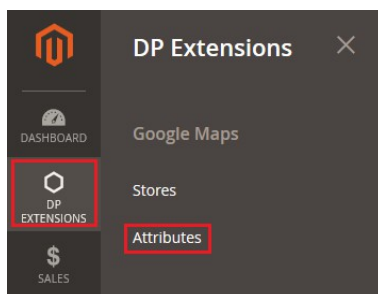 DP Extensions
DASHBOARD
Google Maps
DP
EXTENSIONS
Stores
Attributes
$
SALES